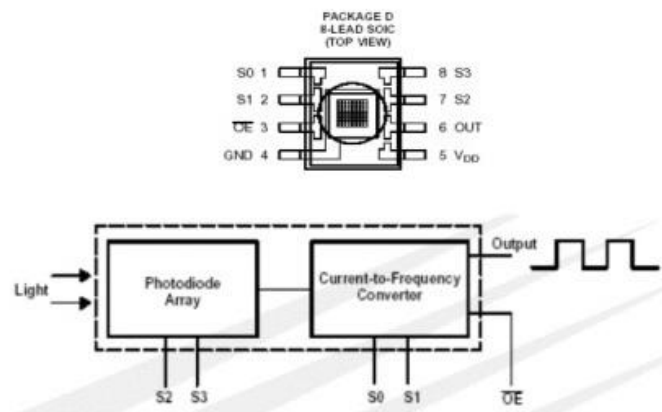 PACKAGE D
8-LEAD SOIC
(TOP VIEW)
S0 1
8 S3
S1 2
7 S2
OE 3
6 OUT
GND 4
5 VDD
Light
Photodiode
Array
Current-to-Frequency
Converter
Output
S2 S3
S0 S1
OE